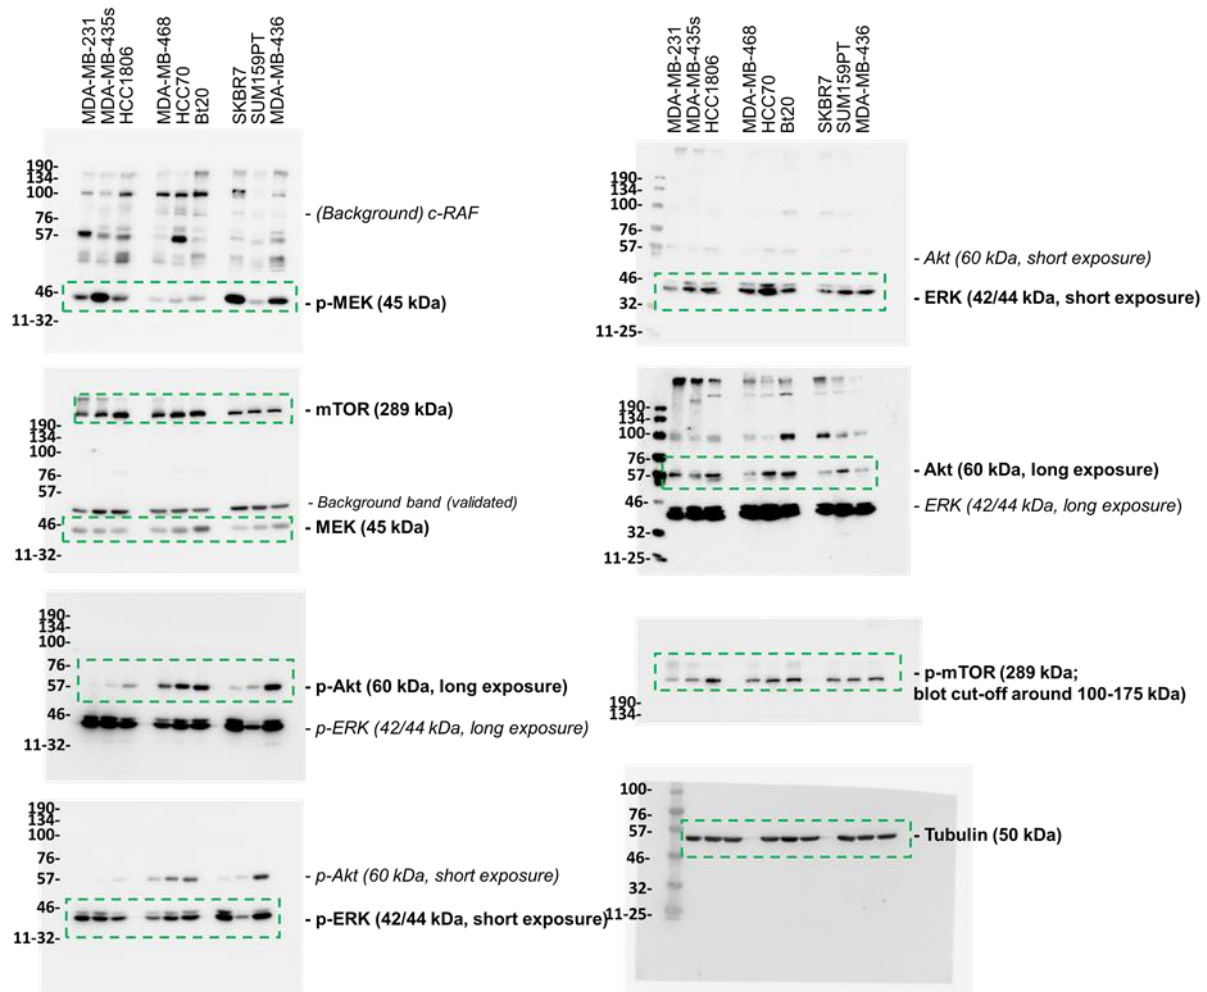 MDA-MB-231
MDA-MB-435s
HCC1806
MDA-MB-468
HCC70
Bt20
SKBR7
SUM159PT
MDA-MB-436
190-
134-
100-
76-
57-
46-
11-32-
- (Background) c-RAF
- p-MEK (45 kDa)
190-
134-
100-
76-
57-
46-
11-32-
- mTOR (289 kDa)
- Background band (validated)
- MEK (45 kDa)
190-
134-
100-
76-
57-
46-
11-32-
- p-Akt (60 kDa, long exposure)
- p-ERK (42/44 kDa, long exposure)
190-
134-
100-
76-
57-
46-
11-32-
- p-Akt (60 kDa, short exposure)
- p-ERK (42/44 kDa, short exposure)
MDA-MB-231
MDA-MB-435s
HCC1806
MDA-MB-468
HCC70
Bt20
SKBR7
SUM159PT
MDA-MB-436
190-
134-
100-
76-
57-
46-
32-
11-25-
- Akt (60 kDa, short exposure)
- ERK (42/44 kDa, short exposure)
190-
134-
100-
76-
57-
46-
32-
11-25-
- Akt (60 kDa, long exposure)
- ERK (42/44 kDa, long exposure)
190-
134-
- p-mTOR (289 kDa;
blot cut-off around 100-175 kDa)
100-
76-
57-
46-
32-
11-25-
- Tubulin (50 kDa)